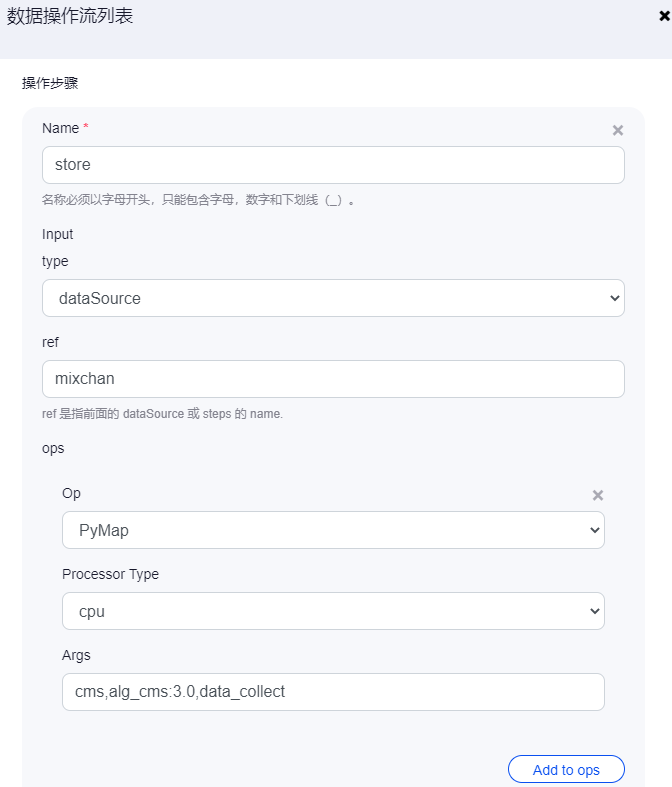 数据操作流列表
操作步骤
Name *
store
名称必须以字母开头，只能包含字母，数字和下划线（_）。
Input
type
dataSource
ref
mixchan
ref 是指前面的 dataSource 或 steps 的 name.
ops
Op
PyMap
Processor Type
cpu
Args
cms,alg_cms:3.0,data_collect
Add to ops